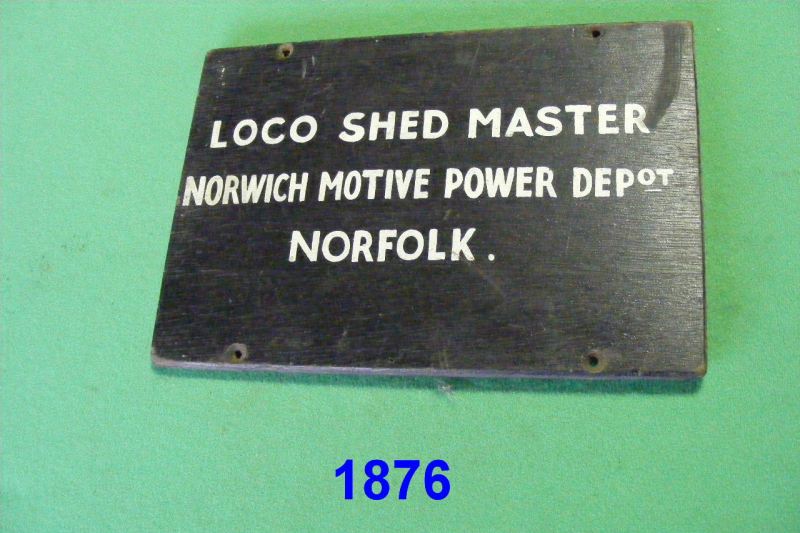 LOCO SHED MASTER
NORWICH MOTIVE POWER DEPOT
NORFOLK.
1876